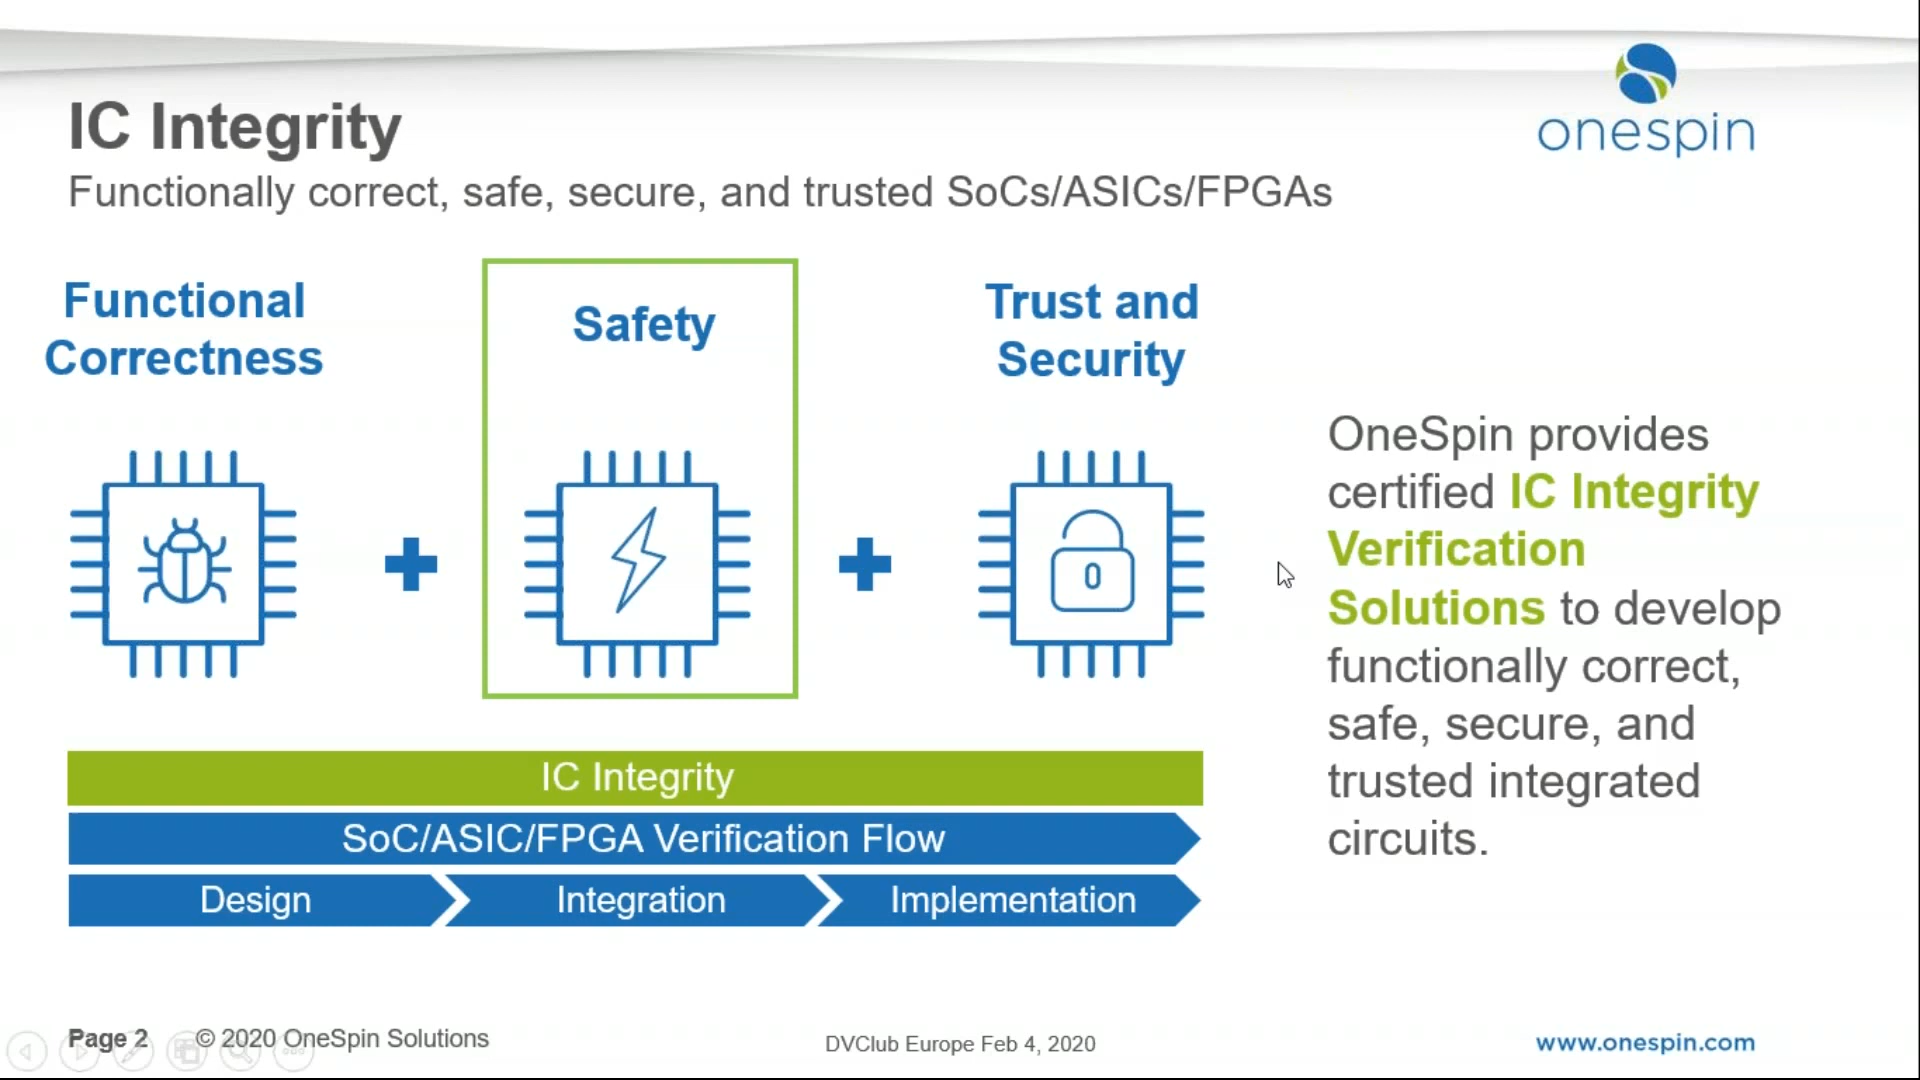 onespin
IC Integrity
Functionally correct, safe, secure, and trusted SoCs/ASICs/FPGAs
Functional
Correctness
Safety
Trust and
Security
OneSpin provides
certified IC Integrity
Verification
Solutions to develop
functionally correct,
safe, secure, and
trusted integrated
circuits.
IC Integrity
SoC/ASIC/FPGA Verification Flow
Design
Integration
Implementation
Page 2
© 2020 OneSpin Solutions
DVClub Europe Feb 4, 2020
www.onespin.com